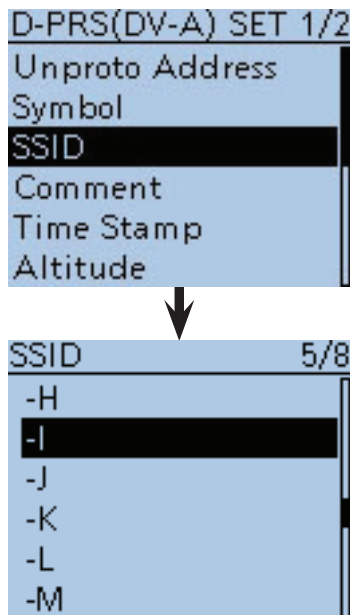 D-PRS(DV-A) SET 1/2
Unproto Address
Symbol
SSID
Comment
Time Stamp
Altitude
SSID 5/8
-H
-I
-J
-K
-L
-M